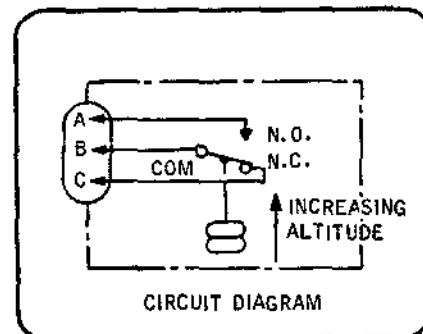 A
N.O.
B
COM
N.C.
C
INCREASING
ALTITUDE
CIRCUIT DIAGRAM